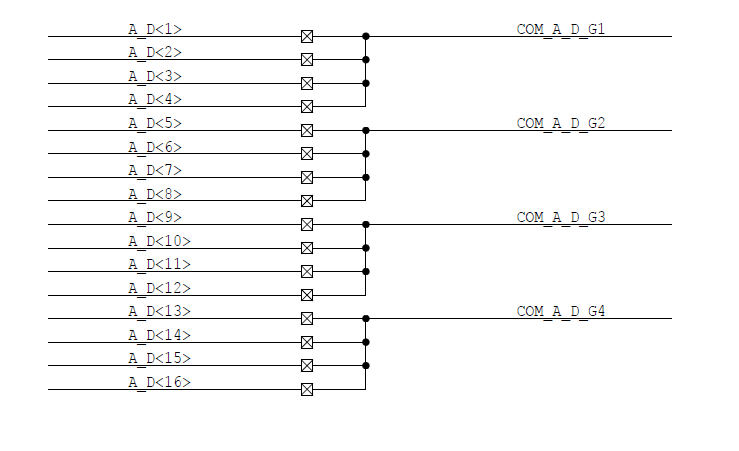 A_D<1> COM_A_D_G1
A_D<2>
A_D<3>
A_D<4>
A_D<5> COM_A_D_G2
A_D<6>
A_D<7>
A_D<8>
A_D<9> COM_A_D_G3
A_D<10>
A_D<11>
A_D<12>
A_D<13> COM_A_D_G4
A_D<14>
A_D<15>
A_D<16>